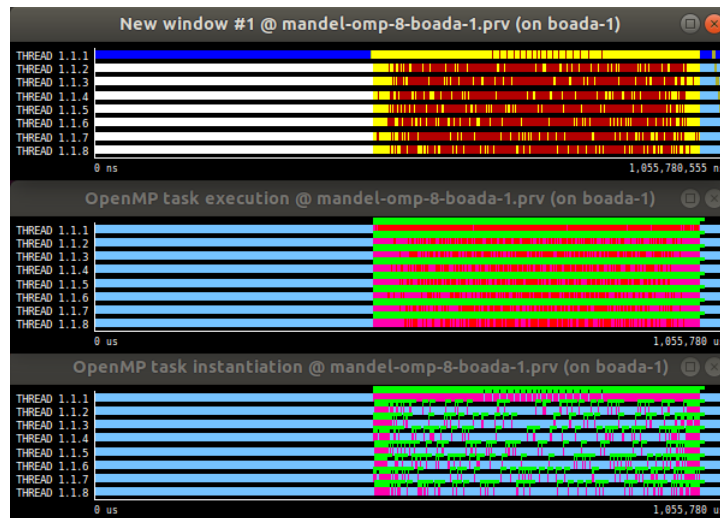 New window #1 @ mandel-omp-8-boada-1.prv (on boada-1)
THREAD 1.1.1
THREAD 1.1.2
THREAD 1.1.3
THREAD 1.1.4
THREAD 1.1.5
THREAD 1.1.6
THREAD 1.1.7
THREAD 1.1.8
0 ns 1,055,780,555 n
OpenMP task execution @ mandel-omp-8-boada-1.prv (on boada-1)
THREAD 1.1.1
THREAD 1.1.2
THREAD 1.1.3
THREAD 1.1.4
THREAD 1.1.5
THREAD 1.1.6
THREAD 1.1.7
THREAD 1.1.8
0 us 1,055,780 u
OpenMP task instantiation @ mandel-omp-8-boada-1.prv (on boada-1)
THREAD 1.1.1
THREAD 1.1.2
THREAD 1.1.3
THREAD 1.1.4
THREAD 1.1.5
THREAD 1.1.6
THREAD 1.1.7
THREAD 1.1.8
0 us 1,055,780 u